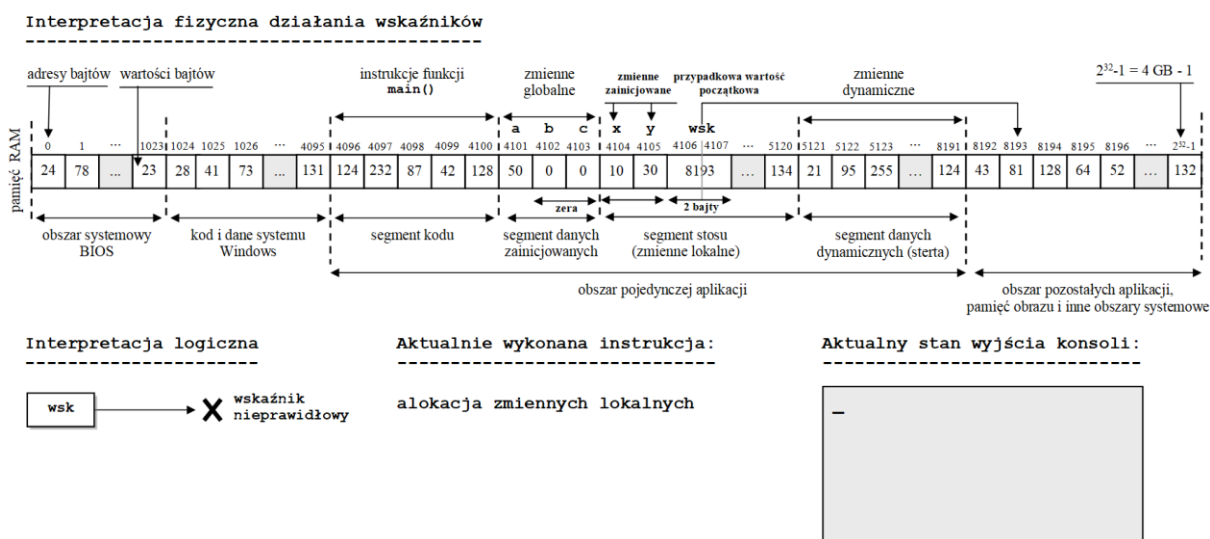 Interpretacja fizyczna działania wskaźników
adresy bajtów wartości bajtów instrukcje funkcji zmienne zmienne przypadkowa wartość zmienne 2^32-1 = 4 GB - 1
main() globalne zainicjowane początkowa dynamiczne
a b c x y wsk
0 1 ... 1023 1024 1025 1026 ... 4095 4096 4097 4098 4099 4100 4101 4102 4103 4104 4105 4106 4107 ... 5120 5121 5122 5123 ... 8191 8192 8193 8194 8195 8196 ... 2^32-1
pamięć RAM
24 78 ... 23 28 41 73 ... 131 124 232 87 42 128 50 0 0 10 30 8193 ... 134 21 95 255 ... 124 43 81 128 64 52 ... 132
zera 2 bajty
obszar systemowy kod i dane systemu segment kodu segment danych segment stosu segment danych
BIOS Windows zainicjowanych (zmienne lokalne) dynamicznych (sterta)
obszar pojedynczej aplikacji obszar pozostałych aplikacji,
pamięć obrazu i inne obszary systemowe
Interpretacja logiczna Aktualnie wykonana instrukcja: Aktualny stan wyjścia konsoli:
wsk wskaźnik
nieprawidłowy
alokacja zmiennych lokalnych
_